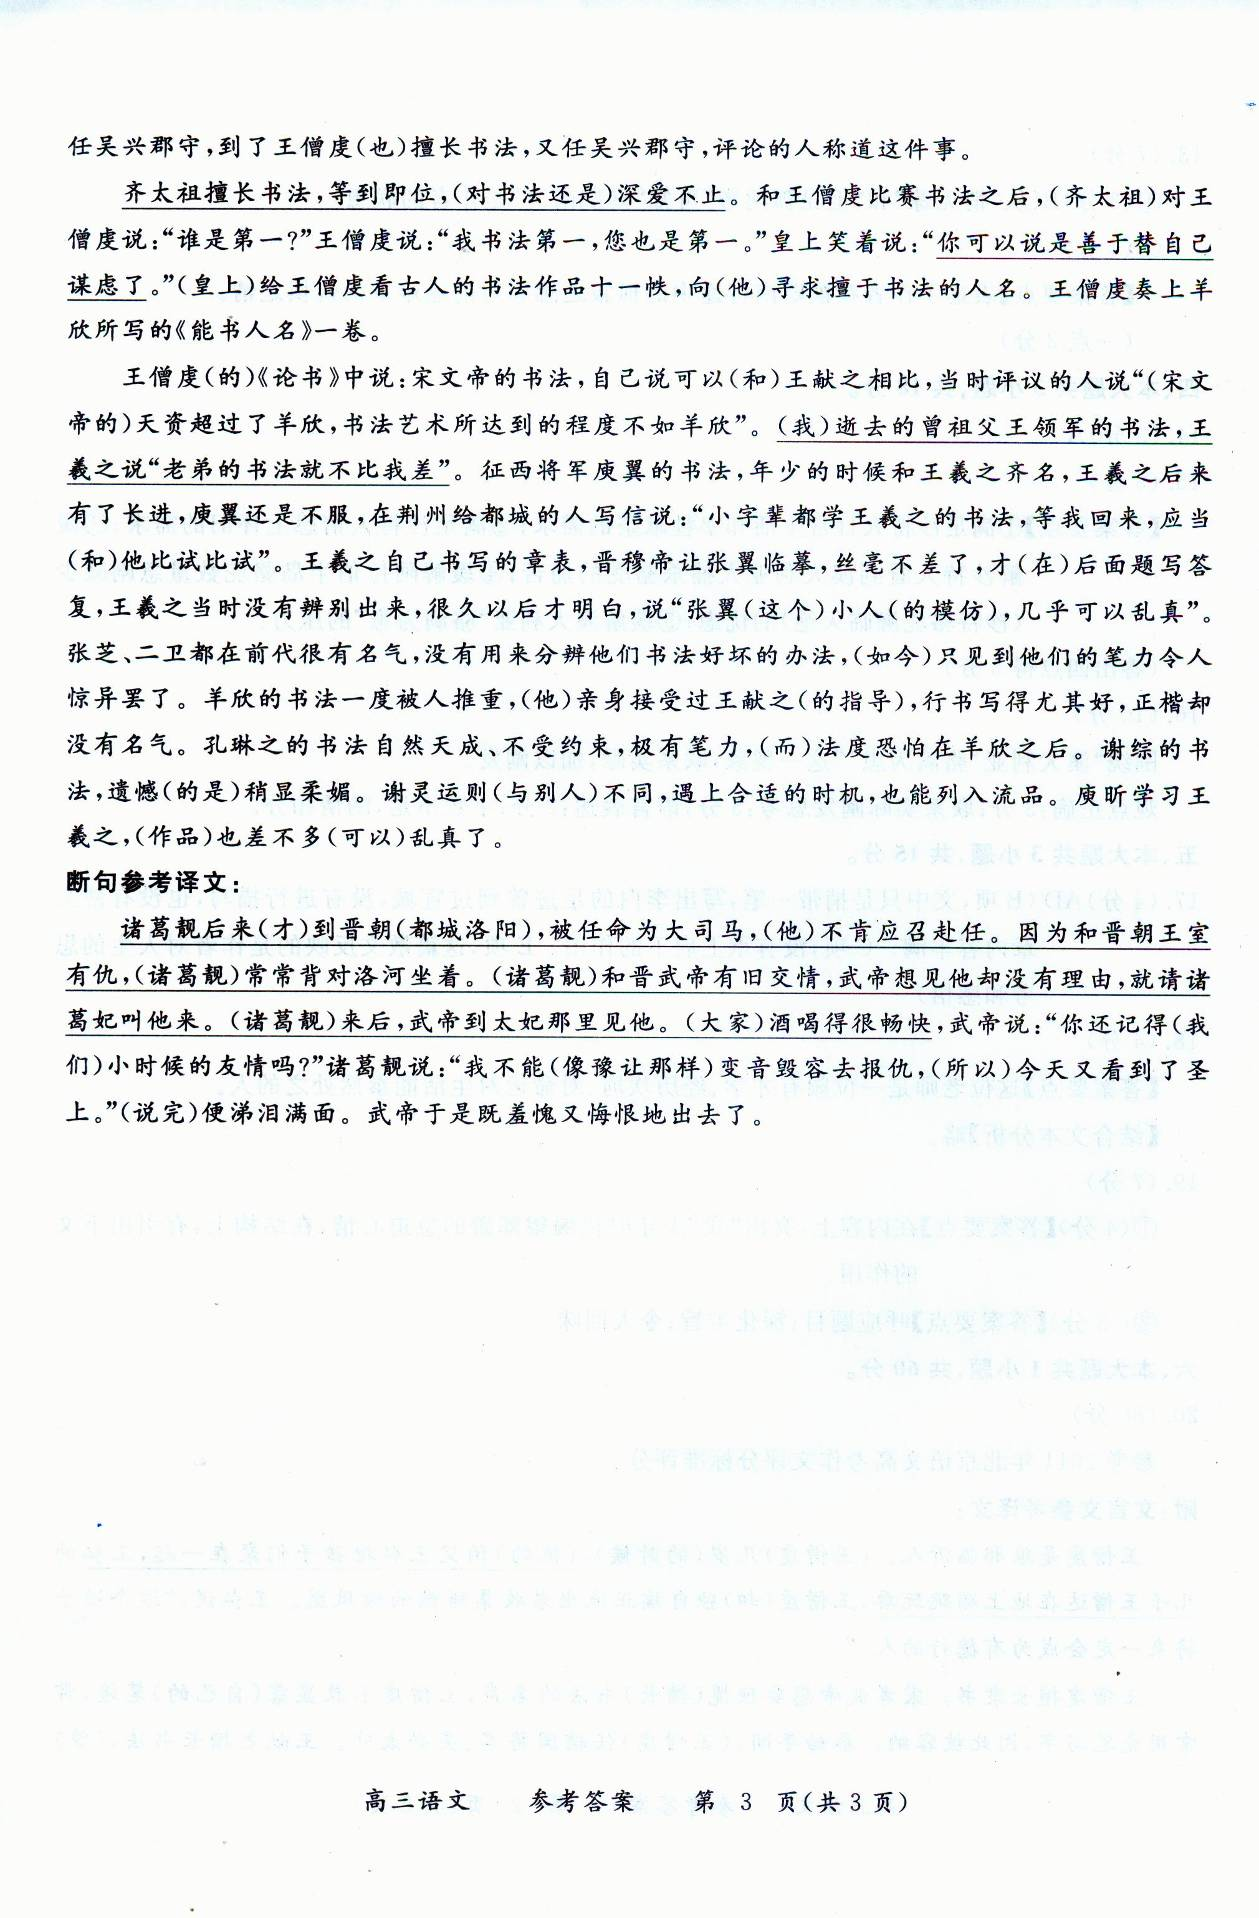 任吴兴郡守,到了王僧虔(也)擅长书法,又任吴兴郡守,评论的人称道这件事。
齐太祖擅长书法,等到即位,(对书法还是)深爱不止。和王僧虔比赛书法之后,(齐太祖)对王
僧虔说:“谁是第一?”王僧虔说:“我书法第一,您也是第一。”皇上笑着说:“你可以说是善于替自己
谋虑了。”(皇上)给王僧虔看古人的书法作品十一帙,向(他)寻求擅于书法的人名。王僧虔奏上羊
欣所写的《能书人名》一卷。
王僧虔(的)《论书》中说:宋文帝的书法,自己说可以(和)王献之相比,当时评议的人说“(宋文
帝的)天资超过了羊欣,书法艺术所达到的程度不如羊欣”。(我)逝去的曾祖父王领军的书法,王
羲之说“老弟的书法就不比我差”。征西将军庾翼的书法,年少的时候和王羲之齐名,王羲之后来
有了长进,庾翼还是不服,在荆州给都城的人写信说:“小字辈都学王羲之的书法,等我回来,应当
(和)他比试比试”。王羲之自己书写的章表,晋穆帝让张翼临摹,丝毫不差了,才(在)后面题写答
复,王羲之当时没有辨别出来,很久以后才明白,说“张翼(这个)小人(的模仿),几乎可以乱真”。
张芝、二卫都在前代很有名气,没有用来分辨他们书法好坏的办法,(如今)只见到他们的笔力令人
惊异罢了。羊欣的书法一度被人推重,(他)亲身接受过王献之(的指导),行书写得尤其好,正楷却
没有名气。孔琳之的书法自然天成、不受约束,极有笔力,(而)法度恐怕在羊欣之后。谢综的书
法,遗憾(的是)稍显柔媚。谢灵运则(与别人)不同,遇上合适的时机,也能列入流品。庾昕学习王
羲之,(作品)也差不多(可以)乱真了。
断句参考译文:
诸葛靓后来(才)到晋朝(都城洛阳),被任命为大司马,(他)不肯应召赴任。因为和晋朝王室
有仇,(诸葛靓)常常背对洛河坐着。(诸葛靓)和晋武帝有旧交情,武帝想见他却没有理由,就请诸
葛妃叫他来。(诸葛靓)来后,武帝到太妃那里见他。(大家)酒喝得很畅快,武帝说:“你还记得(我
们)小时候的友情吗?”诸葛靓说:“我不能(像豫让那样)变音毁容去报仇,(所以)今天又看到了圣
上。”(说完)便涕泪满面。武帝于是既羞愧又悔恨地出去了。
高三语文 参考答案 第 3 页(共3页)